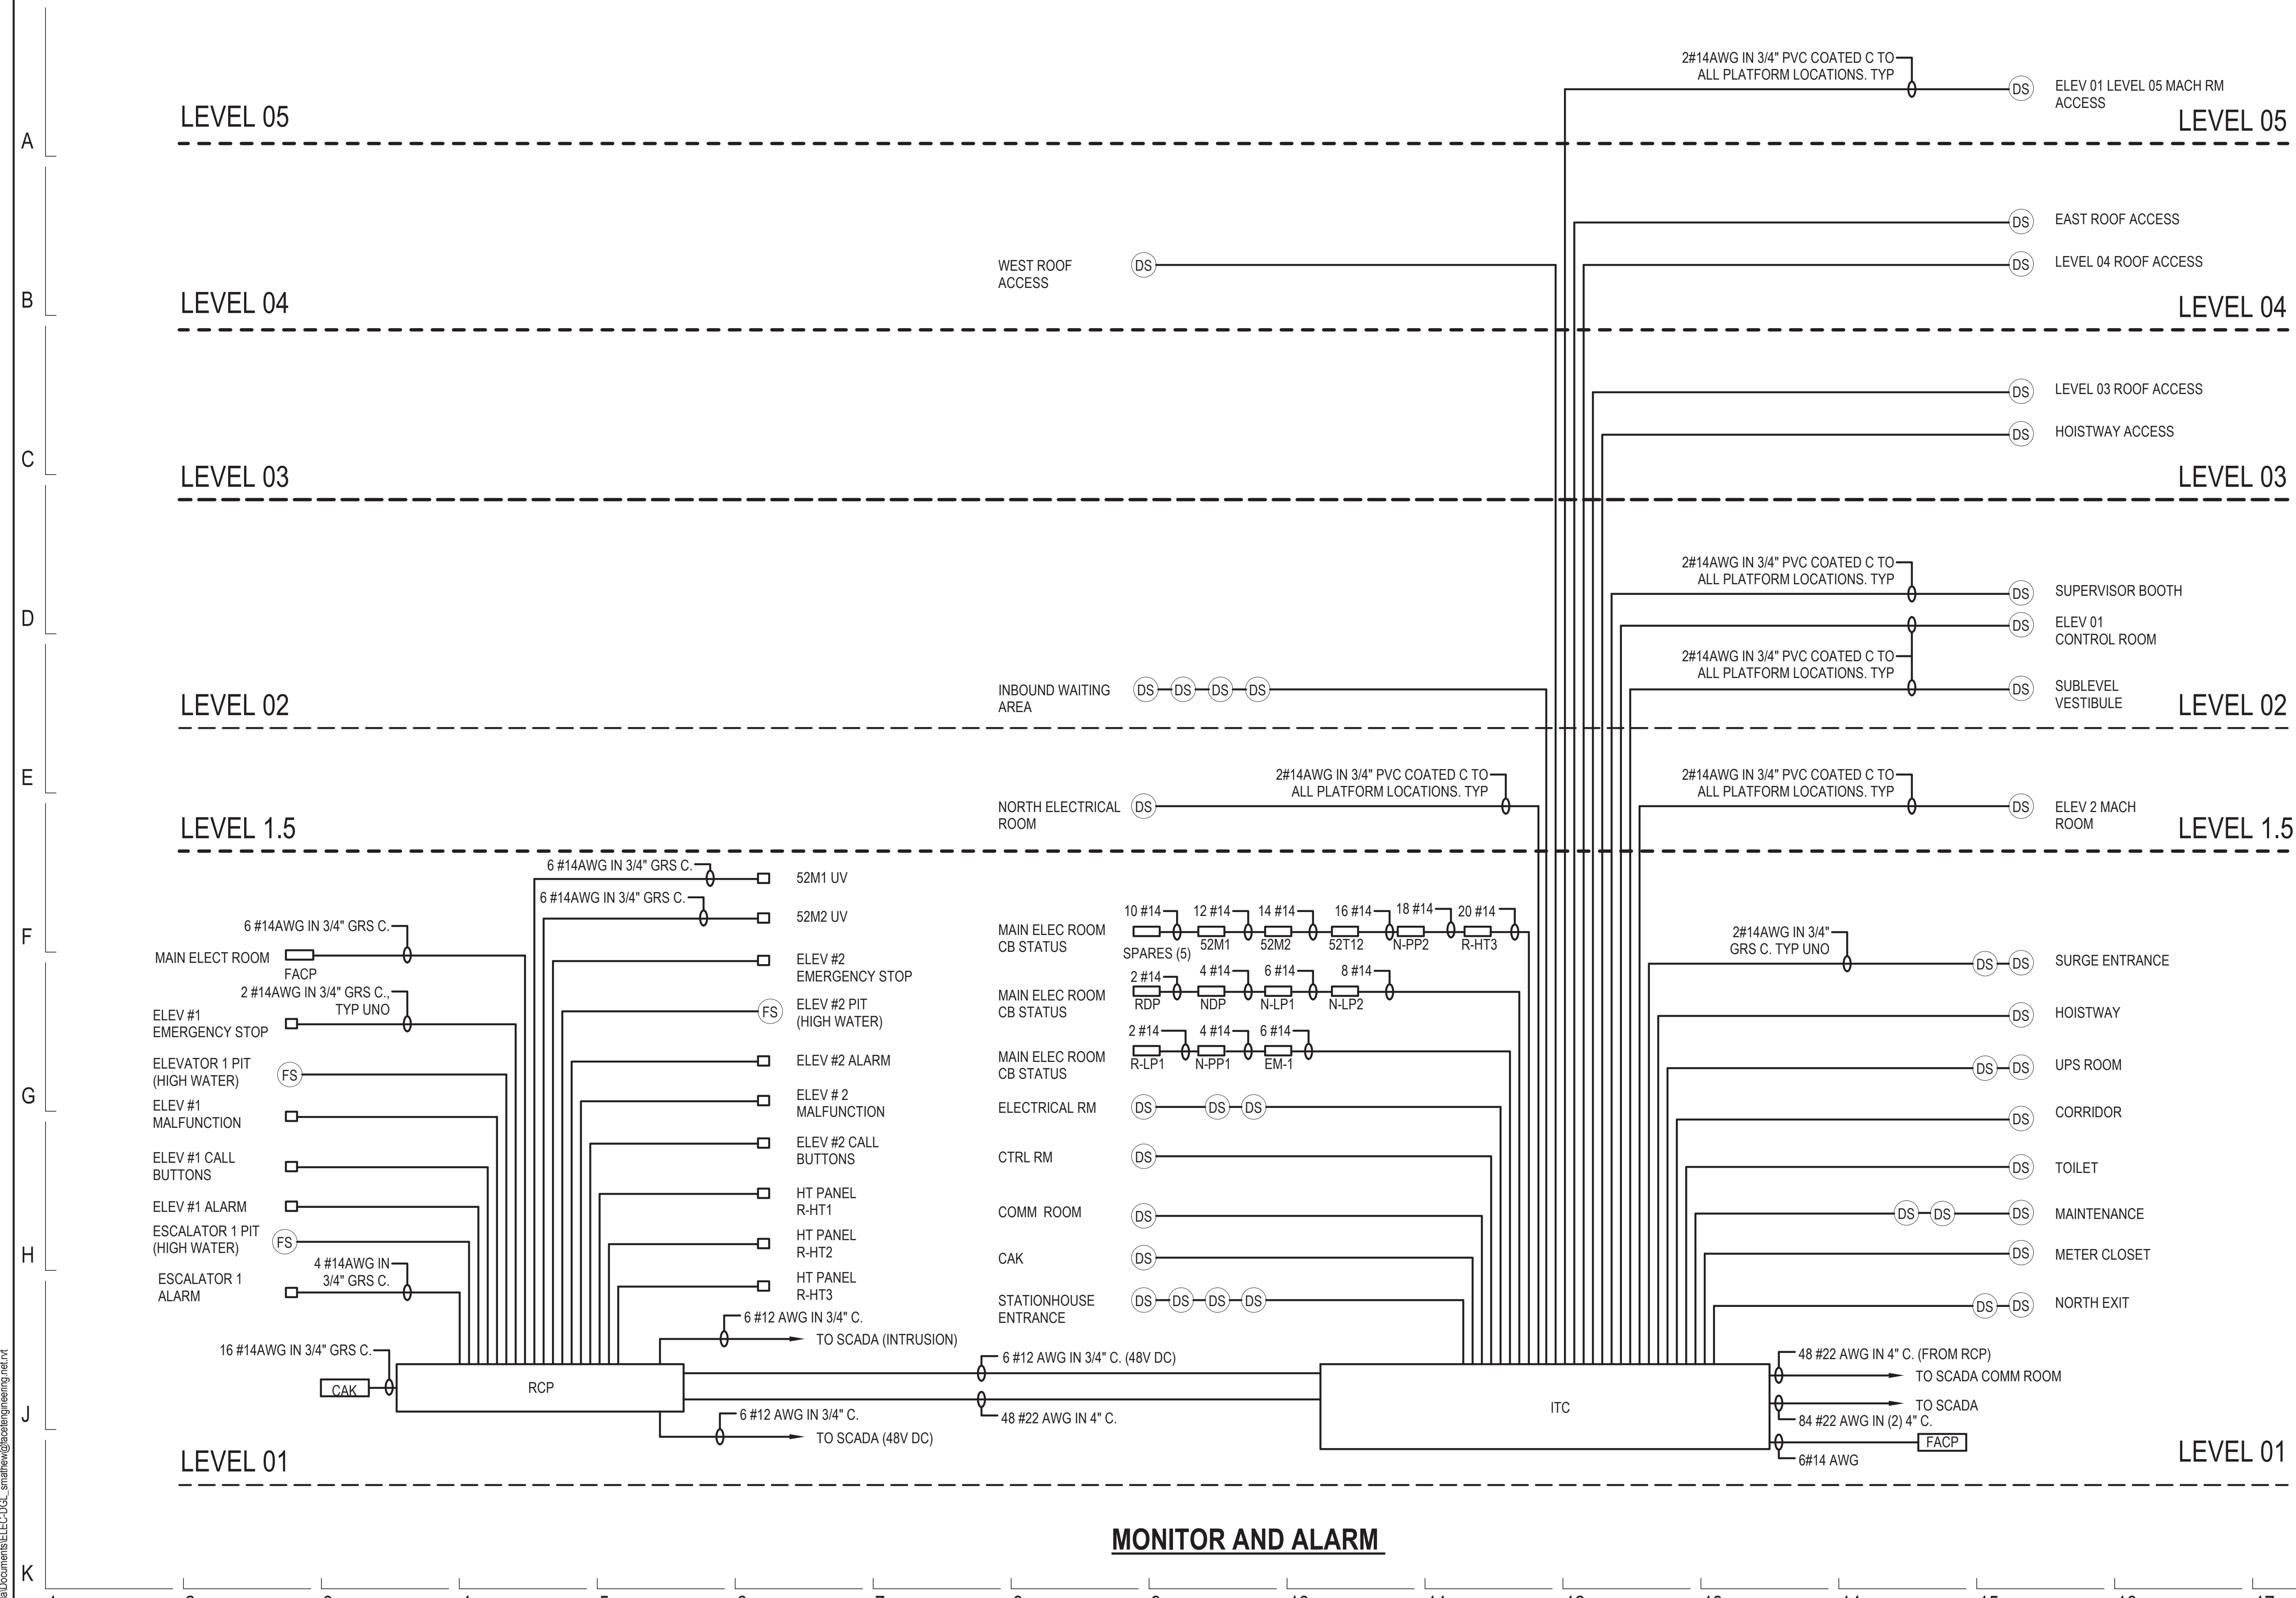 2#14AWG IN 3/4" PVC COATED C TO
ALL PLATFORM LOCATIONS. TYP
DS
ELEV 01 LEVEL 05 MACH RM
ACCESS
A
LEVEL 05
LEVEL 05
DS
EAST ROOF ACCESS
WEST ROOF
ACCESS
DS
DS
LEVEL 04 ROOF ACCESS
B
LEVEL 04
LEVEL 04
DS
LEVEL 03 ROOF ACCESS
DS
HOISTWAY ACCESS
C
LEVEL 03
LEVEL 03
2#14AWG IN 3/4" PVC COATED C TO
ALL PLATFORM LOCATIONS. TYP
DS
SUPERVISOR BOOTH
D
DS
ELEV 01
CONTROL ROOM
2#14AWG IN 3/4" PVC COATED C TO
ALL PLATFORM LOCATIONS. TYP
INBOUND WAITING
AREA
DS DS DS DS
DS
SUBLEVEL
VESTIBULE
LEVEL 02
LEVEL 02
E
2#14AWG IN 3/4" PVC COATED C TO
ALL PLATFORM LOCATIONS. TYP
2#14AWG IN 3/4" PVC COATED C TO
ALL PLATFORM LOCATIONS. TYP
NORTH ELECTRICAL
ROOM
DS
DS
ELEV 2 MACH
ROOM
LEVEL 1.5
LEVEL 1.5
F
6 #14AWG IN 3/4" GRS C.
52M1 UV
6 #14AWG IN 3/4" GRS C.
52M2 UV
6 #14AWG IN 3/4" GRS C.
MAIN ELECT ROOM
FACP
ELEV #2
EMERGENCY STOP
2 #14AWG IN 3/4" GRS C.,
TYP UNO
ELEV #1
EMERGENCY STOP
FS
ELEV #2 PIT
(HIGH WATER)
ELEVATOR 1 PIT
(HIGH WATER)
FS
ELEV #2 ALARM
G
ELEV #1
MALFUNCTION
ELEV # 2
MALFUNCTION
ELEV #1 CALL
BUTTONS
ELEV #2 CALL
BUTTONS
ELEV #1 ALARM
HT PANEL
R-HT1
ESCALATOR 1 PIT
(HIGH WATER)
FS
HT PANEL
R-HT2
H
4 #14AWG IN
3/4" GRS C.
ESCALATOR 1
ALARM
HT PANEL
R-HT3
MAIN ELEC ROOM
CB STATUS
10 #14
12 #14
14 #14
16 #14
18 #14
20 #14
SPARES (5)
52M1
52M2
52T12
N-PP2
R-HT3
MAIN ELEC ROOM
CB STATUS
2 #14
4 #14
6 #14
8 #14
RDP
NDP
N-LP1
N-LP2
MAIN ELEC ROOM
CB STATUS
2 #14
4 #14
6 #14
R-LP1
N-PP1
EM-1
ELECTRICAL RM
DS DS DS
CTRL RM
DS
COMM ROOM
DS
CAK
DS
STATIONHOUSE
ENTRANCE
DS DS DS DS
2#14AWG IN 3/4"
GRS C. TYP UNO
DS DS
SURGE ENTRANCE
DS
HOISTWAY
DS DS
UPS ROOM
DS
CORRIDOR
DS
TOILET
DS DS DS
MAINTENANCE
DS
METER CLOSET
DS DS
NORTH EXIT
6 #12 AWG IN 3/4" C.
TO SCADA (INTRUSION)
16 #14AWG IN 3/4" GRS C.
CAK
RCP
6 #12 AWG IN 3/4" C. (48V DC)
48 #22 AWG IN 4" C.
6 #12 AWG IN 3/4" C.
TO SCADA (48V DC)
ITC
48 #22 AWG IN 4" C. (FROM RCP)
TO SCADA COMM ROOM
TO SCADA
84 #22 AWG IN (2) 4" C.
FACP
6#14 AWG
J
LEVEL 01
LEVEL 01
MONITOR AND ALARM
K